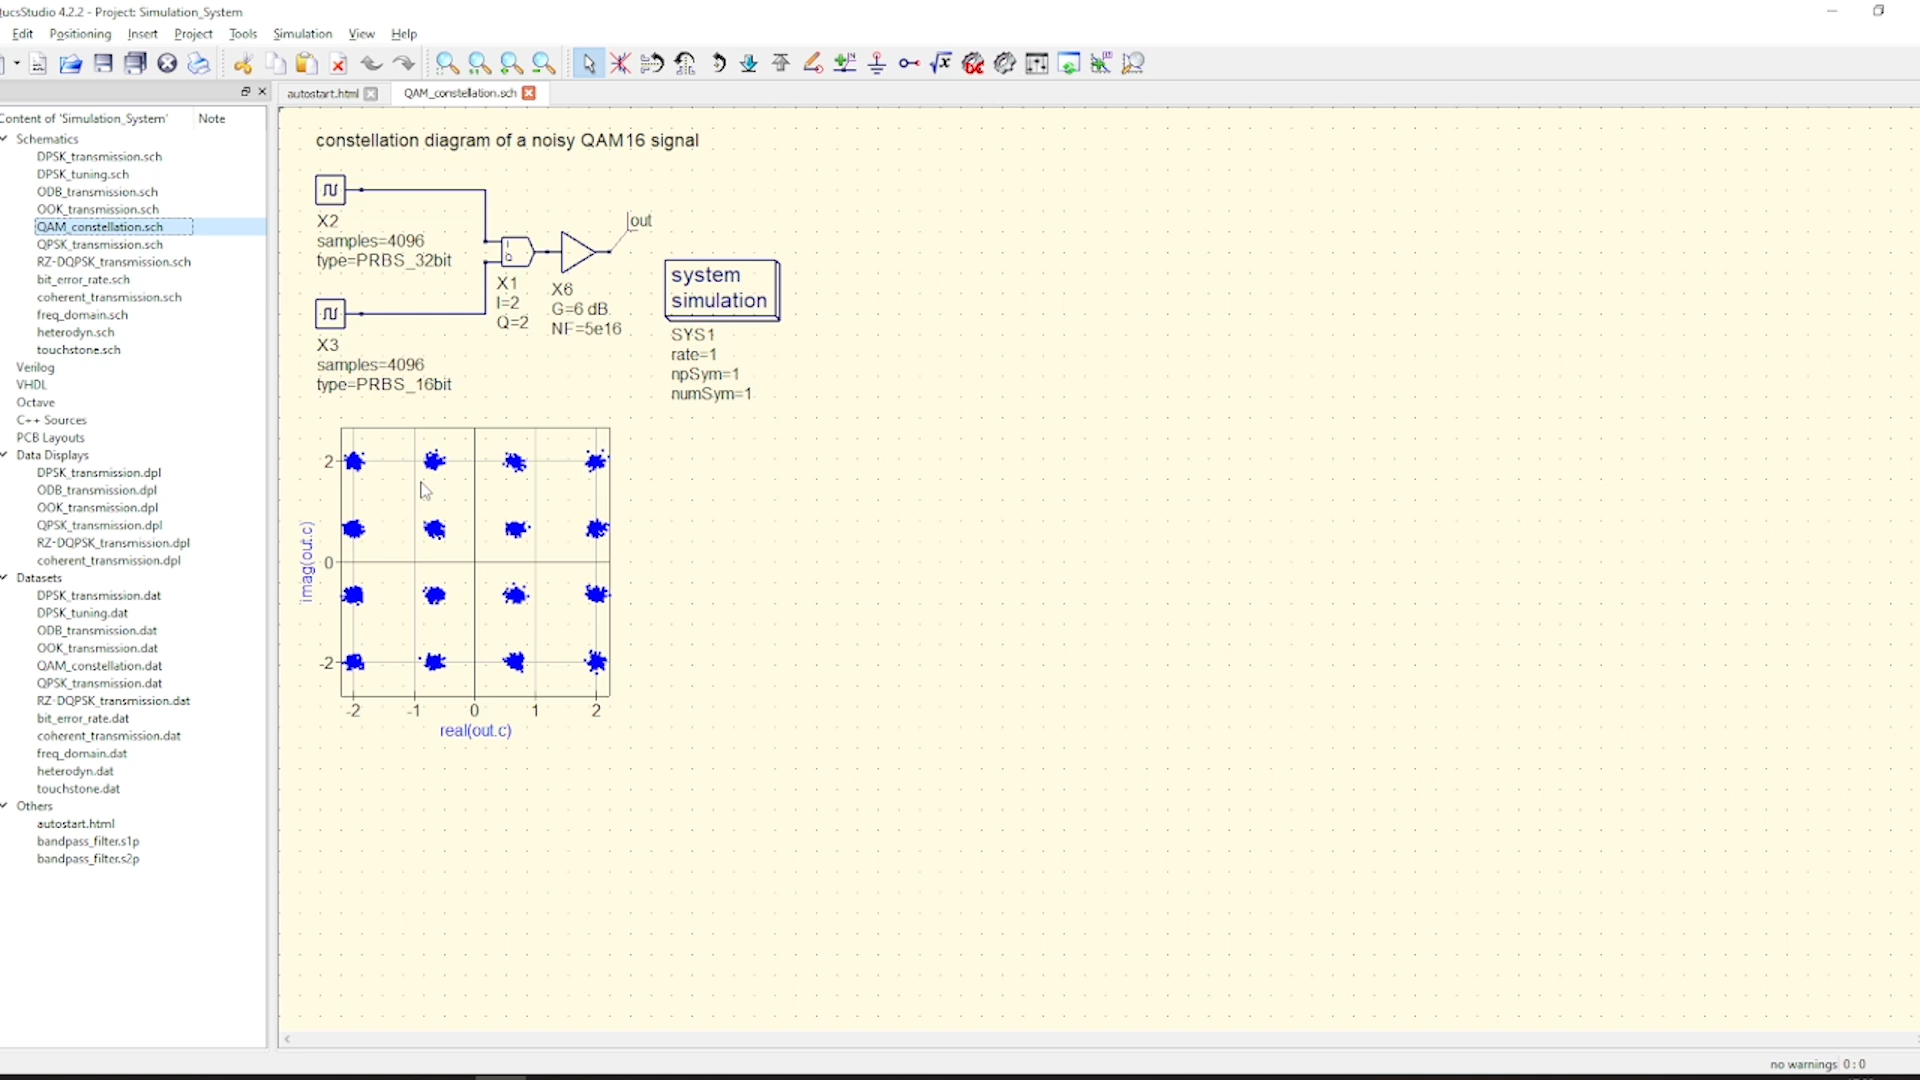 ucsStudio 4.2.2 - Project: Simulation_System
Edit Positioning Insert Project Tools Simulation View Help
autostart.html QAM_constellation.sch
Content of 'Simulation_System' Note
Schematics
DPSK_transmission.sch
DPSK_tuning.sch
ODB_transmission.sch
OOK_transmission.sch
QAM_constellation.sch
QPSK_transmission.sch
RZ-DQPSK_transmission.sch
bit_error_rate.sch
coherent_transmission.sch
freq_domain.sch
heterodyn.sch
touchstone.sch
Verilog
VHDL
Octave
C++ Sources
PCB Layouts
Data Displays
DPSK_transmission.dpl
ODB_transmission.dpl
OOK_transmission.dpl
QPSK_transmission.dpl
RZ-DQPSK_transmission.dpl
coherent_transmission.dpl
Datasets
DPSK_transmission.dat
DPSK_tuning.dat
ODB_transmission.dat
OOK_transmission.dat
QAM_constellation.dat
QPSK_transmission.dat
RZ-DQPSK_transmission.dat
bit_error_rate.dat
coherent_transmission.dat
freq_domain.dat
heterodyn.dat
touchstone.dat
Others
autostart.html
bandpass_filter.s1p
bandpass_filter.s2p
constellation diagram of a noisy QAM16 signal
X2
samples=4096
type=PRBS_32bit
X3
samples=4096
type=PRBS_16bit
I
Q
X1
I=2
Q=2
X6
G=6 dB
NF=5e16
out
system
simulation
SYS1
rate=1
npSym=1
numSym=1
imag(out.c)
2
0
-2
-2 -1 0 1 2
real(out.c)
no warnings 0 : 0